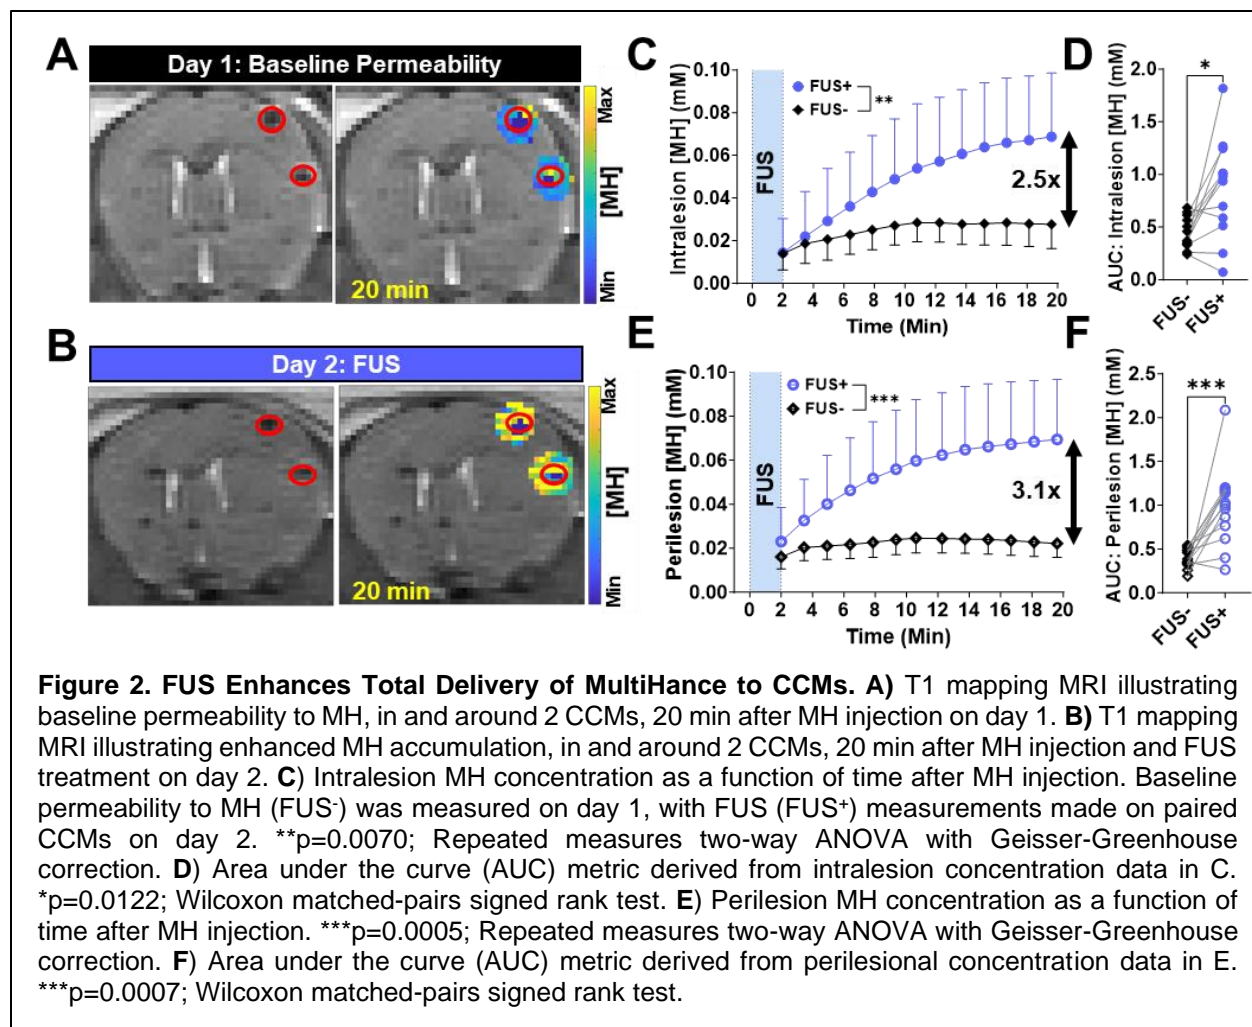 A
Day 1: Baseline Permeability
20 min
Max
[MH]
Min
B
Day 2: FUS
20 min
Max
[MH]
Min
C
Intralesion [MH] (mM)
0.10
0.08
0.06
0.04
0.02
0.00
FUS
FUS+
FUS-
**
2.5x
0 2 4 6 8 10 12 14 16 18 20
Time (Min)
D
AUC: Intralesion [MH] (mM)
2.0
1.5
1.0
0.5
0.0
*
FUS-
FUS+
E
Perilesion [MH] (mM)
0.10
0.08
0.06
0.04
0.02
0.00
FUS
FUS+
FUS-
***
3.1x
0 2 4 6 8 10 12 14 16 18 20
Time (Min)
F
AUC: Perilesion [MH] (mM)
2.5
2.0
1.5
1.0
0.5
0.0
***
FUS-
FUS+
Figure 2. FUS Enhances Total Delivery of MultiHance to CCMs. A) T1 mapping MRI illustrating
baseline permeability to MH, in and around 2 CCMs, 20 min after MH injection on day 1. B) T1 mapping
MRI illustrating enhanced MH accumulation, in and around 2 CCMs, 20 min after MH injection and FUS
treatment on day 2. C) Intralesion MH concentration as a function of time after MH injection. Baseline
permeability to MH (FUS⁻) was measured on day 1, with FUS (FUS⁺) measurements made on paired
CCMs on day 2. **p=0.0070; Repeated measures two-way ANOVA with Geisser-Greenhouse
correction. D) Area under the curve (AUC) metric derived from intralesion concentration data in C.
*p=0.0122; Wilcoxon matched-pairs signed rank test. E) Perilesion MH concentration as a function of
time after MH injection. ***p=0.0005; Repeated measures two-way ANOVA with Geisser-Greenhouse
correction. F) Area under the curve (AUC) metric derived from perilesional concentration data in E.
***p=0.0007; Wilcoxon matched-pairs signed rank test.